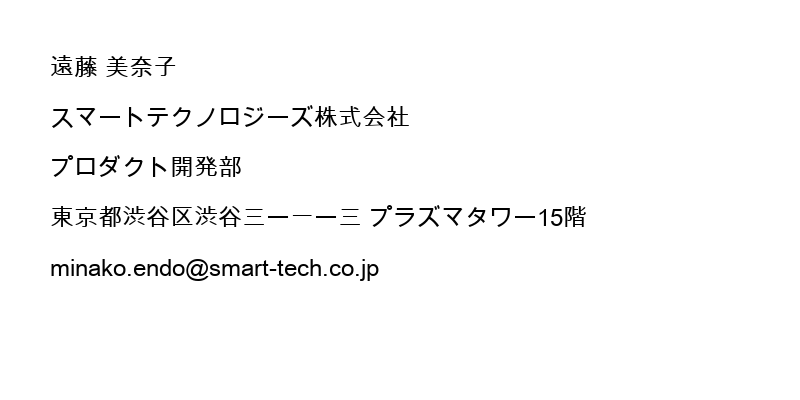 遠藤 美奈子
スマートテクノロジーズ株式会社
プロダクト開発部
東京都渋谷区渋谷三ー一ー三 プラズマタワー15階
minako.endo@smart-tech.co.jp